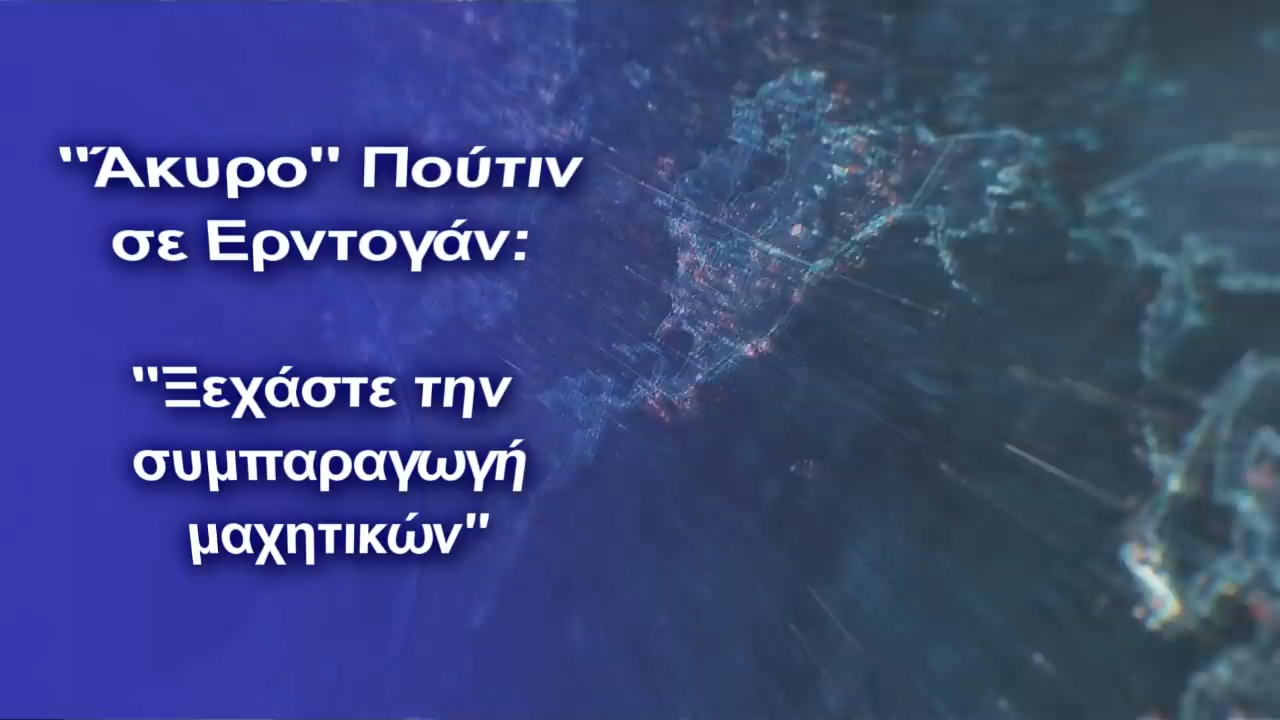 "Άκυρο" Πούτιν
σε Ερντογάν:
"Ξεχάστε την
συμπαραγωγή
μαχητικών"